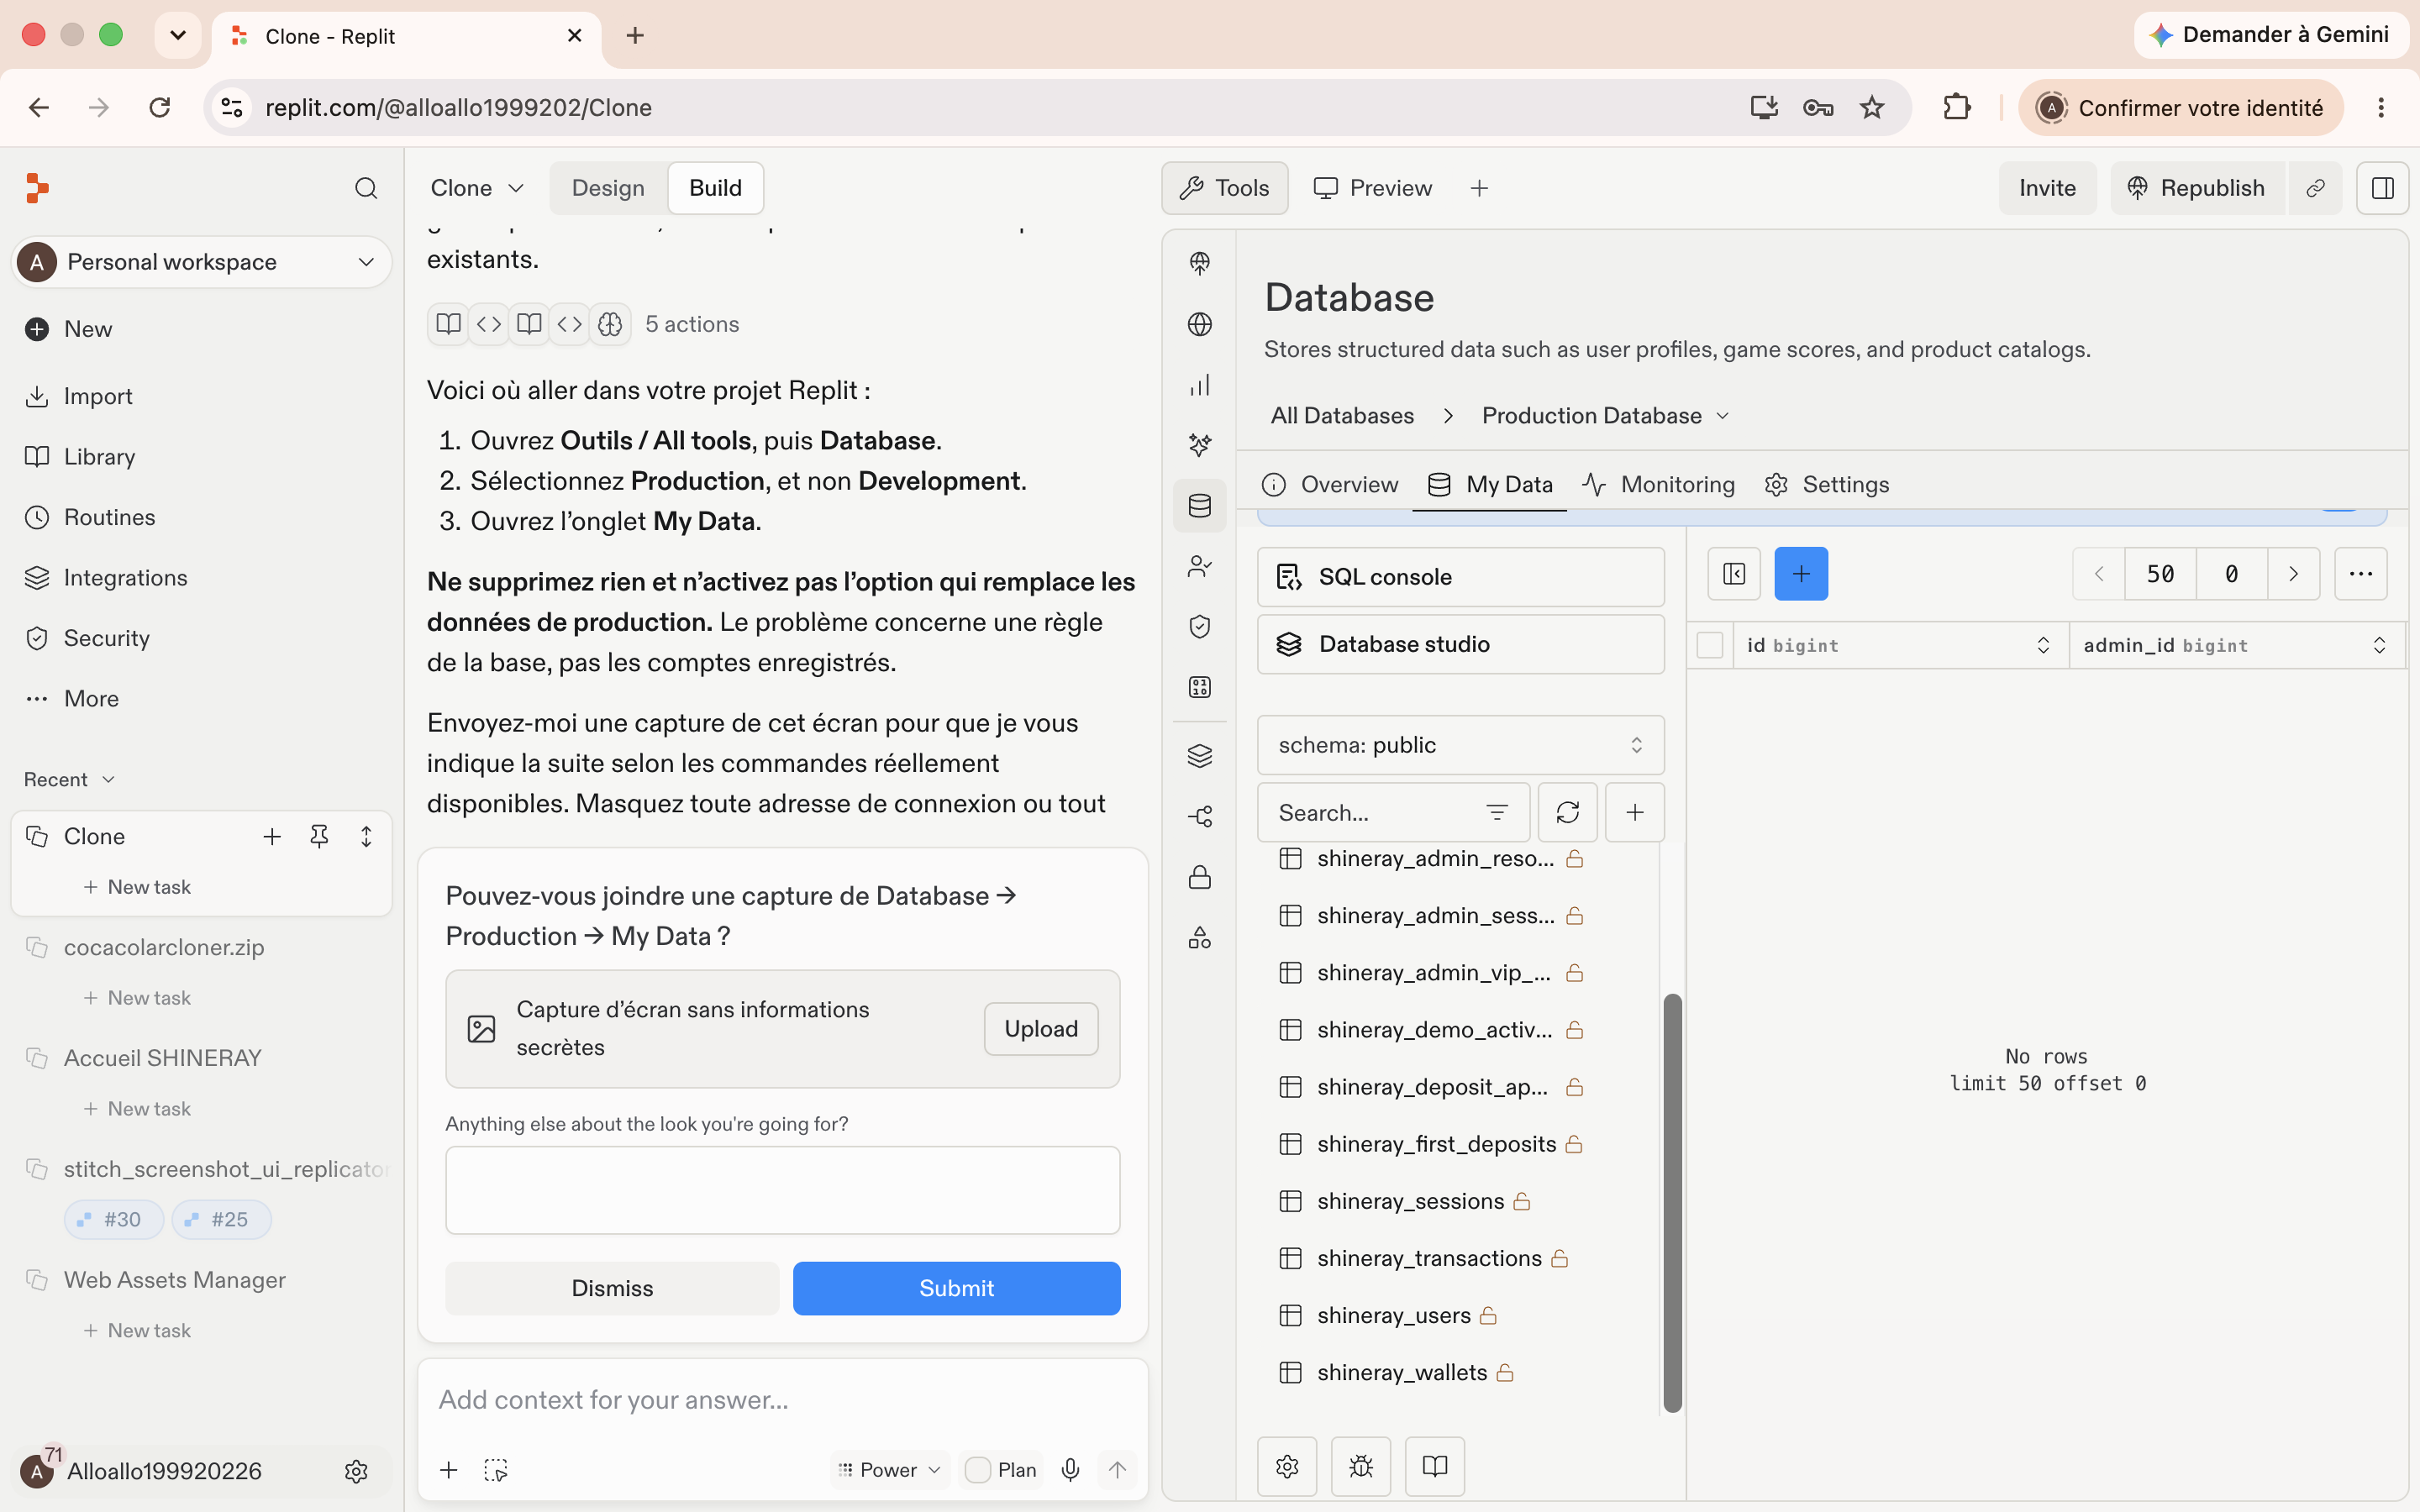 Clone - Replit
Demander à Gemini
replit.com/@alloallo1999202/Clone
A
Confirmer votre identité
A
Personal workspace
New
Import
Library
Routines
Integrations
Security
More
Recent
Clone
New task
cocacolarcloner.zip
New task
Accueil SHINERAY
New task
stitch_screenshot_ui_replicator
#30
#25
Web Assets Manager
New task
A
71
Alloallo199920226
Clone
Design
Build
existants.
5 actions
Voici où aller dans votre projet Replit :
1. Ouvrez Outils / All tools, puis Database.
2. Sélectionnez Production, et non Development.
3. Ouvrez l’onglet My Data.
Ne supprimez rien et n’activez pas l’option qui remplace les
données de production. Le problème concerne une règle
de la base, pas les comptes enregistrés.
Envoyez-moi une capture de cet écran pour que je vous
indique la suite selon les commandes réellement
disponibles. Masquez toute adresse de connexion ou tout
Pouvez-vous joindre une capture de Database →
Production → My Data ?
Capture d’écran sans informations
secrètes
Upload
Anything else about the look you're going for?
Dismiss
Submit
Add context for your answer...
Power
Plan
Tools
Preview
Invite
Republish
Database
Stores structured data such as user profiles, game scores, and product catalogs.
All Databases > Production Database
Overview
My Data
Monitoring
Settings
SQL console
Database studio
schema: public
Search...
shineray_admin_reso...
shineray_admin_sess...
shineray_admin_vip_...
shineray_demo_activ...
shineray_deposit_ap...
shineray_first_deposits
shineray_sessions
shineray_transactions
shineray_users
shineray_wallets
50
0
id bigint
admin_id bigint
No rows
limit 50 offset 0